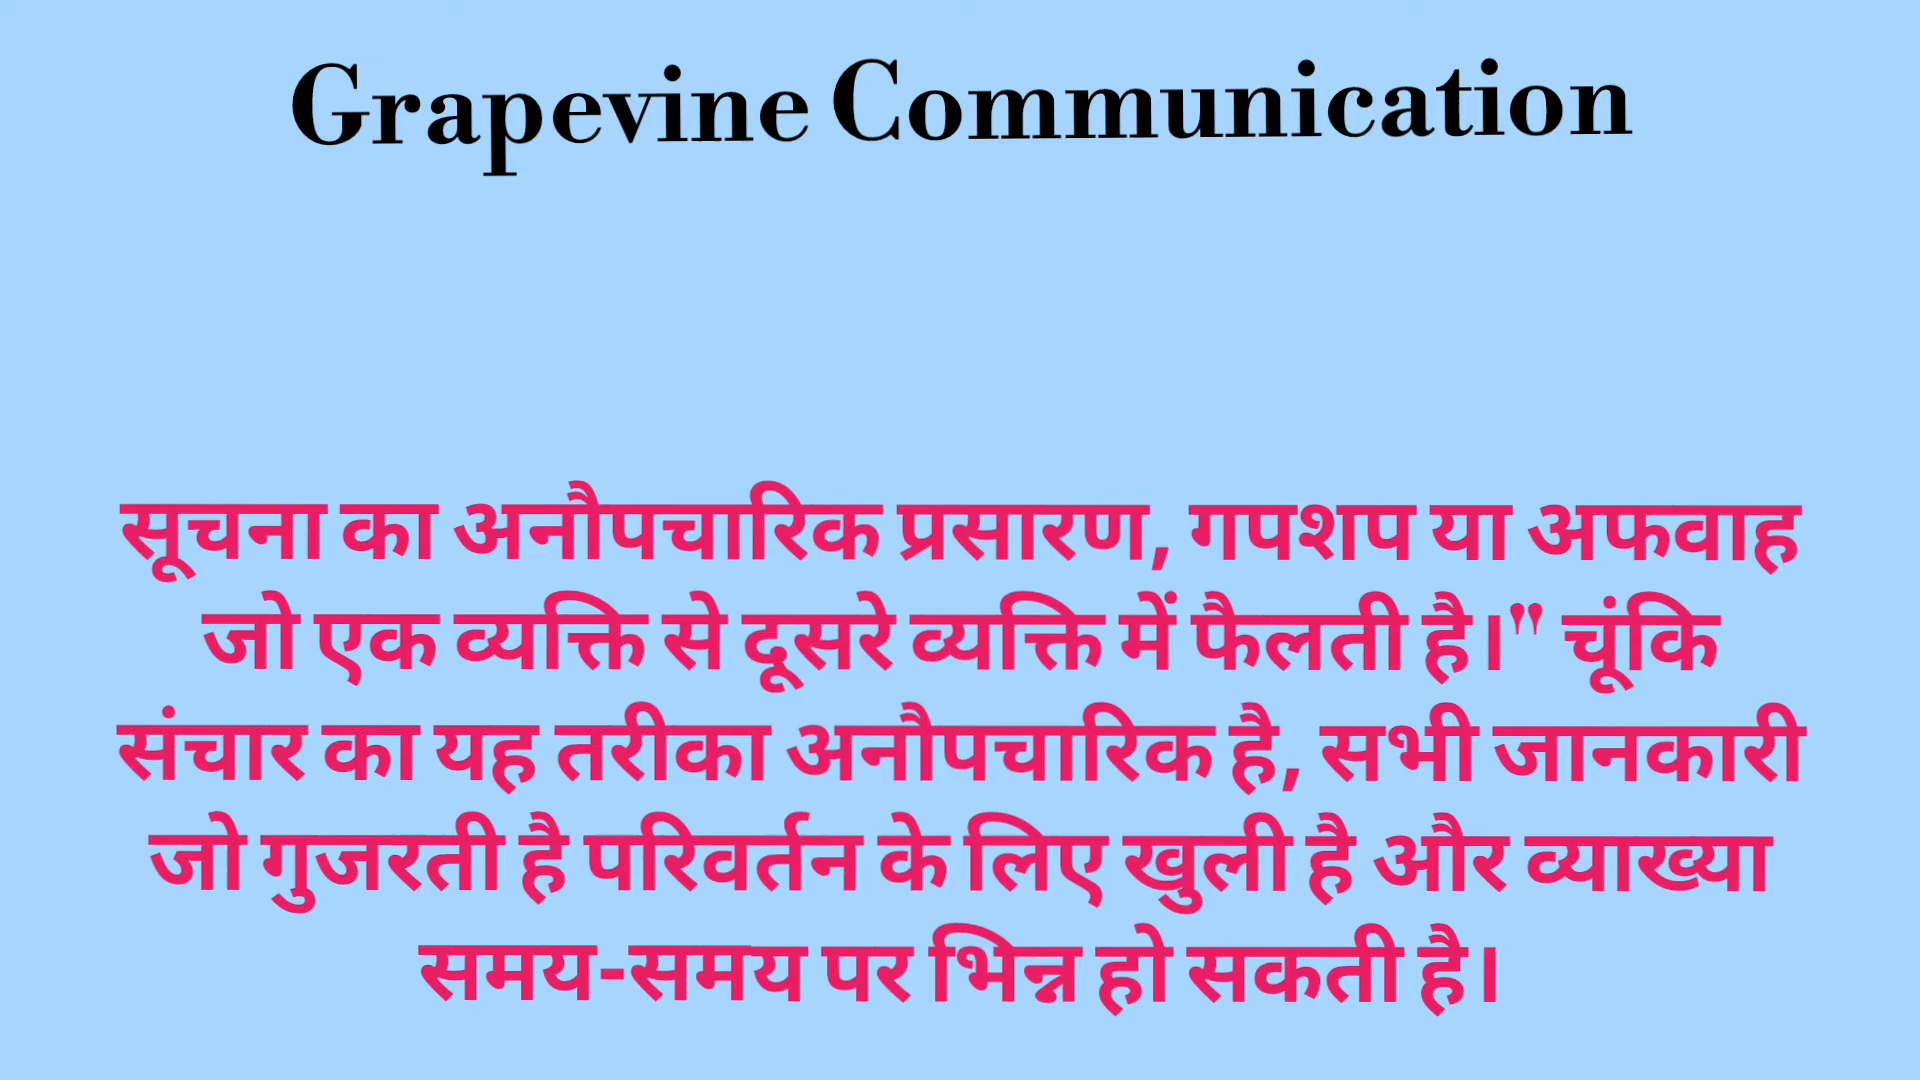 Grapevine Communication
सूचना का अनौपचारिक प्रसारण, गपशप या अफवाह
जो एक व्यक्ति से दूसरे व्यक्ति में फैलती है।" चूंकि
संचार का यह तरीका अनौपचारिक है, सभी जानकारी
जो गुजरती है परिवर्तन के लिए खुली है और व्याख्या
समय-समय पर भिन्न हो सकती है।